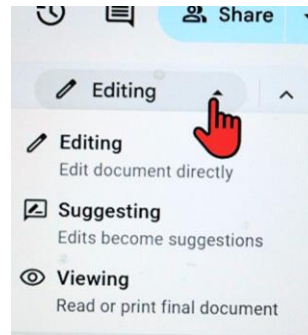 Share
Editing
Editing
Edit document directly
Suggesting
Edits become suggestions
Viewing
Read or print final document